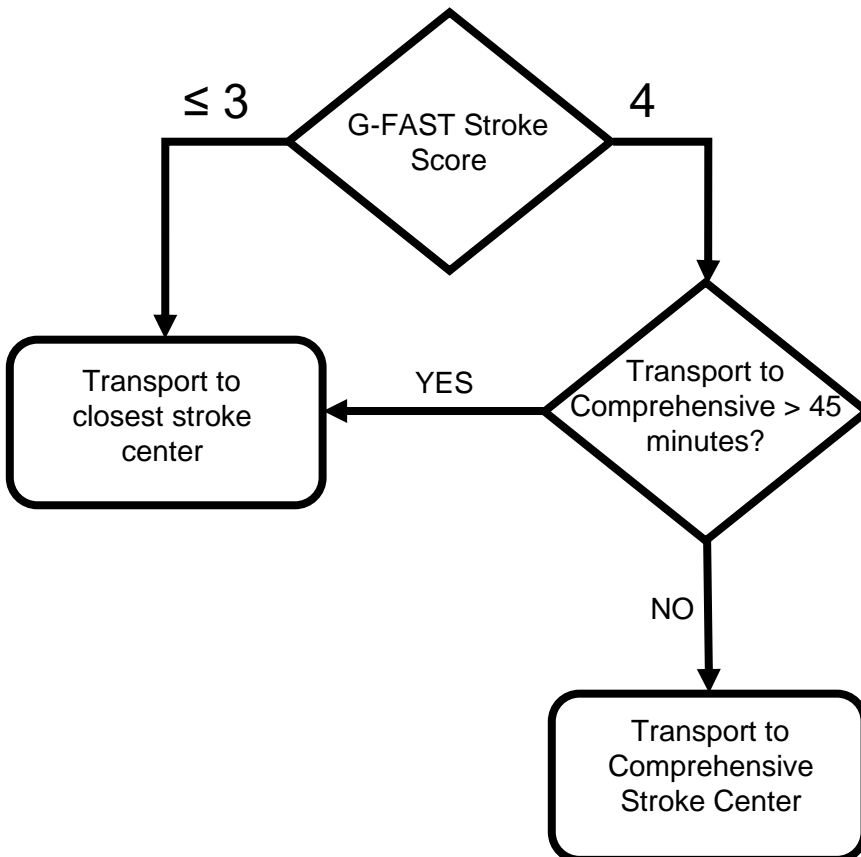 ≤ 3
4
G-FAST Stroke
Score
Transport to
closest stroke
center
YES
Transport to
Comprehensive > 45
minutes?
NO
Transport to
Comprehensive
Stroke Center